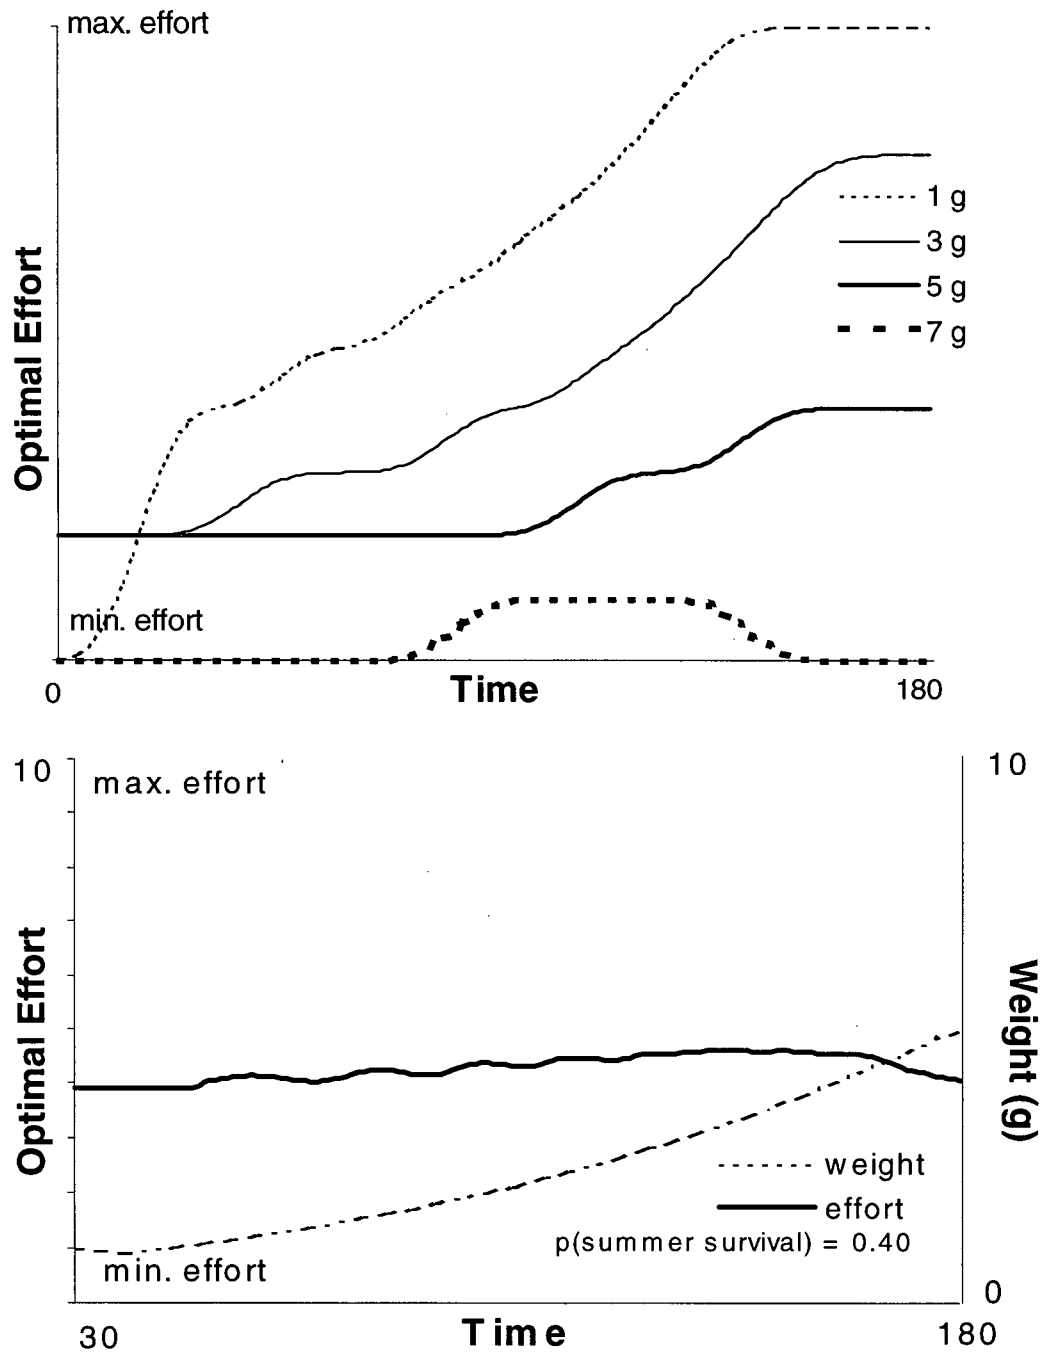 max. effort
1 g
3 g
5 g
7 g
Optimal Effort
min. effort
0
Time
180
10
max. effort
10
Optimal Effort
Weight (g)
weight
effort
p(summer survival) = 0.40
min. effort
0
30
Time
180